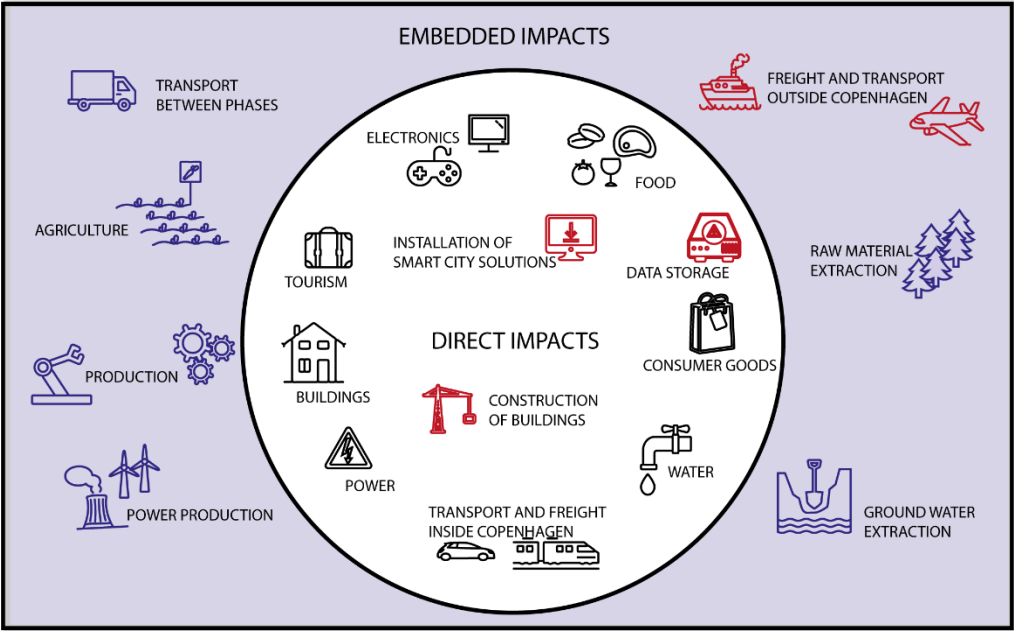 EMBEDDED IMPACTS
TRANSPORT
BETWEEN PHASES
FREIGHT AND TRANSPORT
OUTSIDE COPENHAGEN
ELECTRONICS
FOOD
AGRICULTURE
INSTALLATION OF
SMART CITY SOLUTIONS
DATA STORAGE
RAW MATERIAL
EXTRACTION
TOURISM
DIRECT IMPACTS
CONSUMER GOODS
PRODUCTION
BUILDINGS
CONSTRUCTION
OF BUILDINGS
POWER
WATER
POWER PRODUCTION
TRANSPORT AND FREIGHT
INSIDE COPENHAGEN
GROUND WATER
EXTRACTION